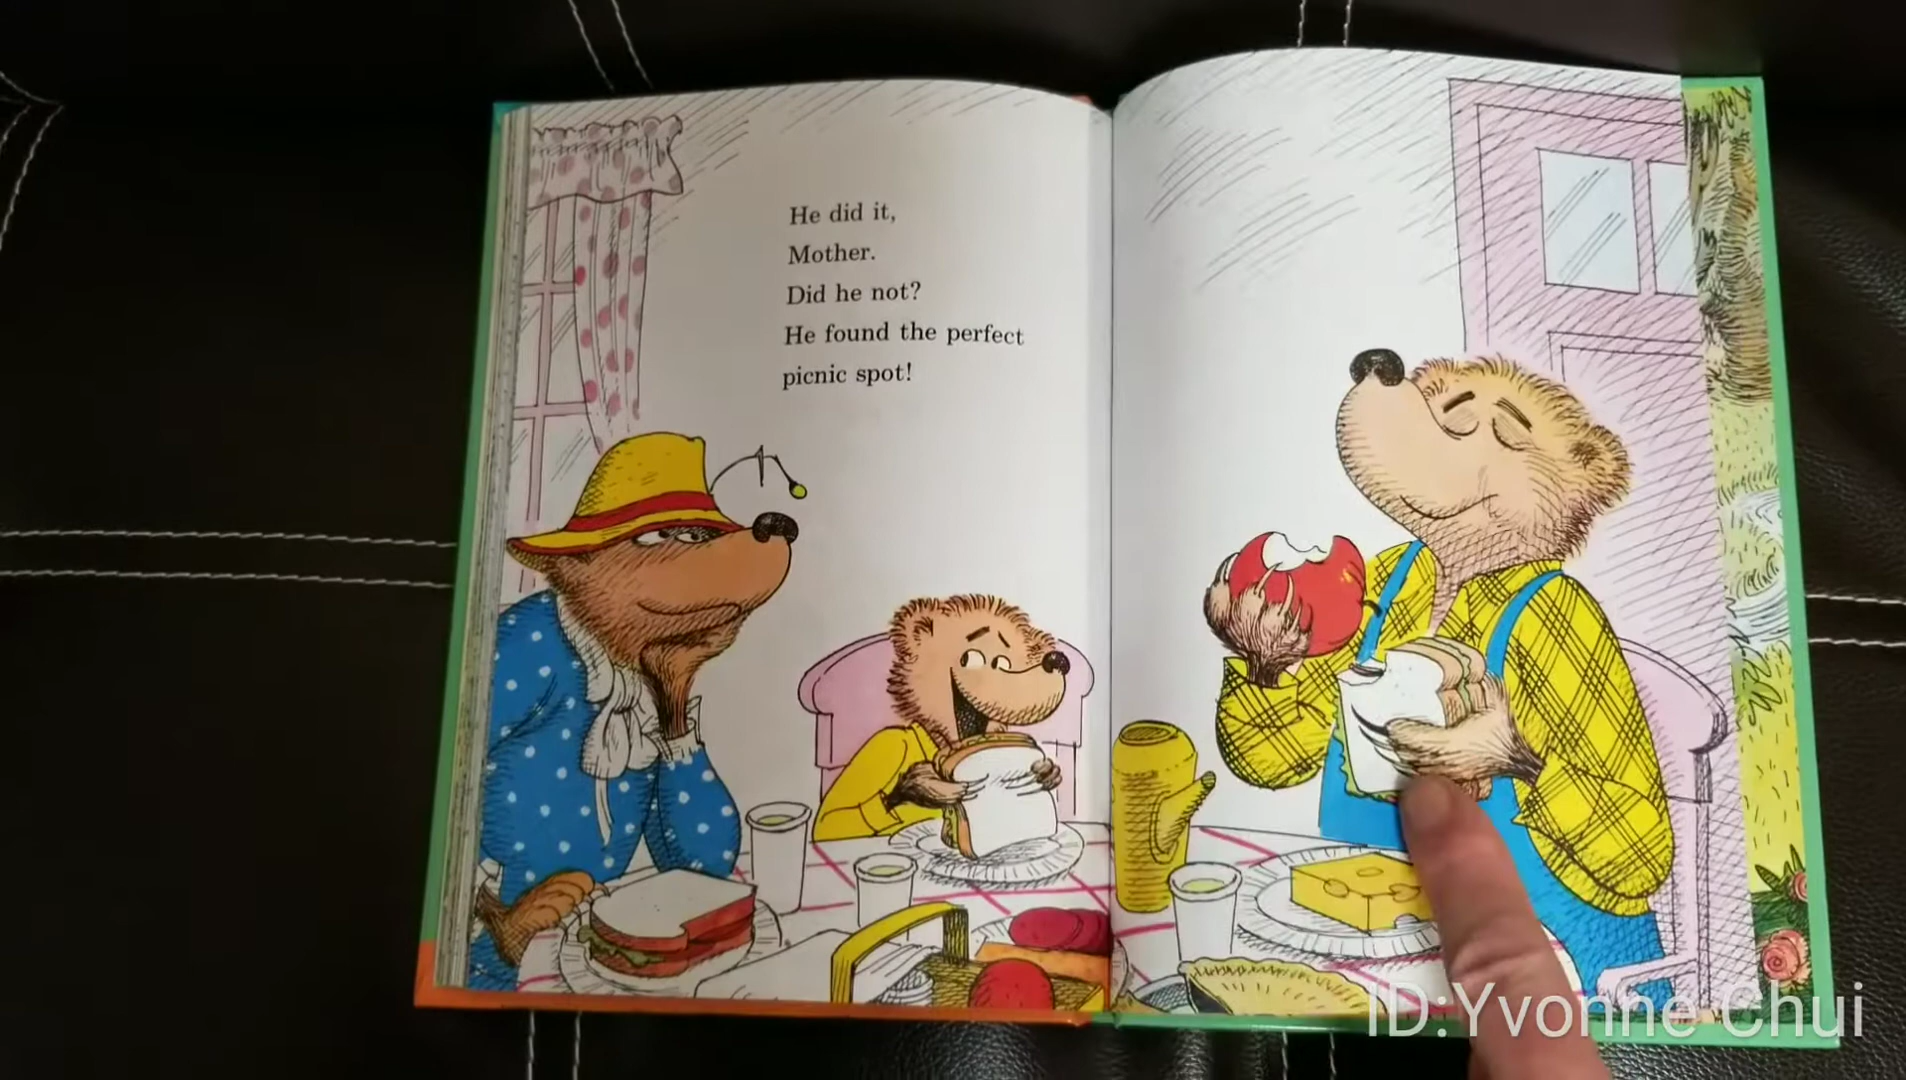 He did it,
Mother.
Did he not?
He found the perfect
picnic spot!
ID:Yvonne Chui